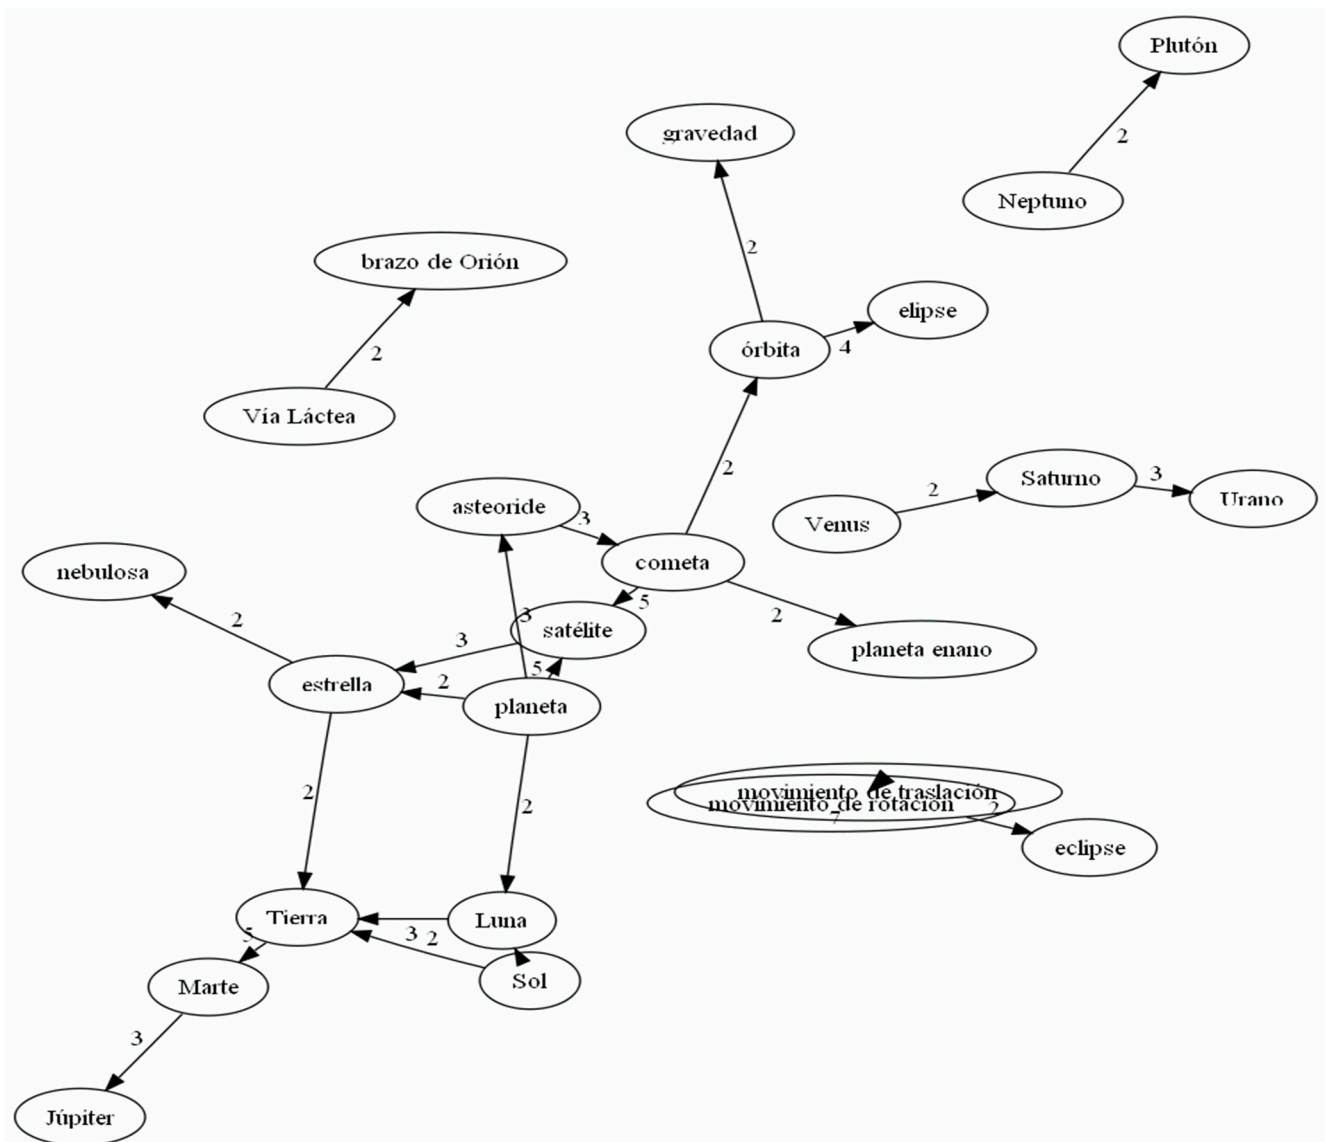 Plutón
gravedad
2
Neptuno
2
brazo de Orión
elipse
órbita
4
2
Vía Láctea
2
Saturno
3
Urano
2
Venus
asteoride
3
cometa
nebulosa
5
2
3
satélite
2
planeta enano
3
5
estrella
2
planeta
movimiento de traslación
movimiento de rotación
2
7
2
2
eclipse
Tierra
Luna
5
3
2
Marte
Sol
3
Júpiter